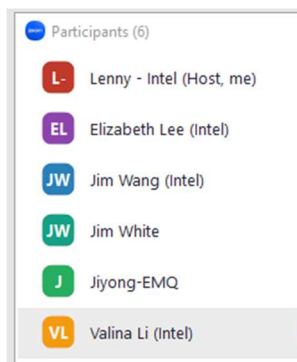 zoom Participants (6)
L- Lenny - Intel (Host, me)
EL Elizabeth Lee (Intel)
JW Jim Wang (Intel)
JW Jim White
J Jiyong-EMQ
VL Valina Li (Intel)